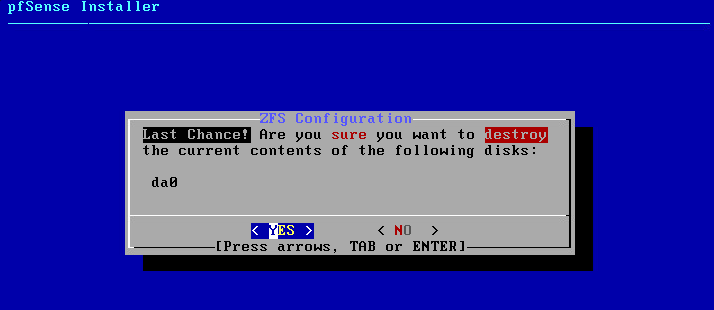 pfSense Installer
ZFS Configuration
Last Chance! Are you sure you want to destroy
the current contents of the following disks:
da0
< YES > < NO >
[Press arrows, TAB or ENTER]